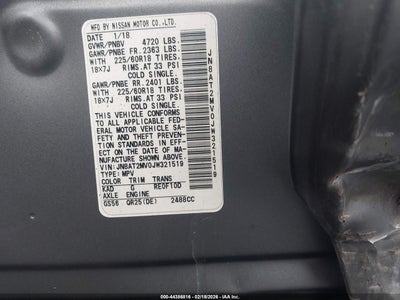 MFD BY NISSAN MOTOR CO.,LTD.
DATE 1/18
GVWR/PNBV 4720 LBS.
GAWR/PNBE FR. 2363 LBS.
WITH 225/60R18 TIRES,
18X7J RIMS.AT 33 PSI
COLD SINGLE.
GAWR/PNBE RR. 2401 LBS.
WITH 225/60R18 TIRES,
18X7J RIMS.AT 33 PSI
COLD SINGLE.
THIS VEHICLE CONFORMS
TO ALL APPLICABLE FED-
ERAL MOTOR VEHICLE SA-
FETY AND THEFT PREVEN-
TION STANDARDS IN EFF-
ECT ON THE DATE OF MA-
NUFACTURE SHOWN ABOVE.
VIN:JN8AT2MV0JW321519
TYPE: MPV
COLOR TRIM TRANS
KAD G RE0F10D
AXLE ENGINE
GS56 QR25(DE) 2488CC
JN8AT2MV0JW321519
000-44386816 - 02/18/2026 - IAA, LLC